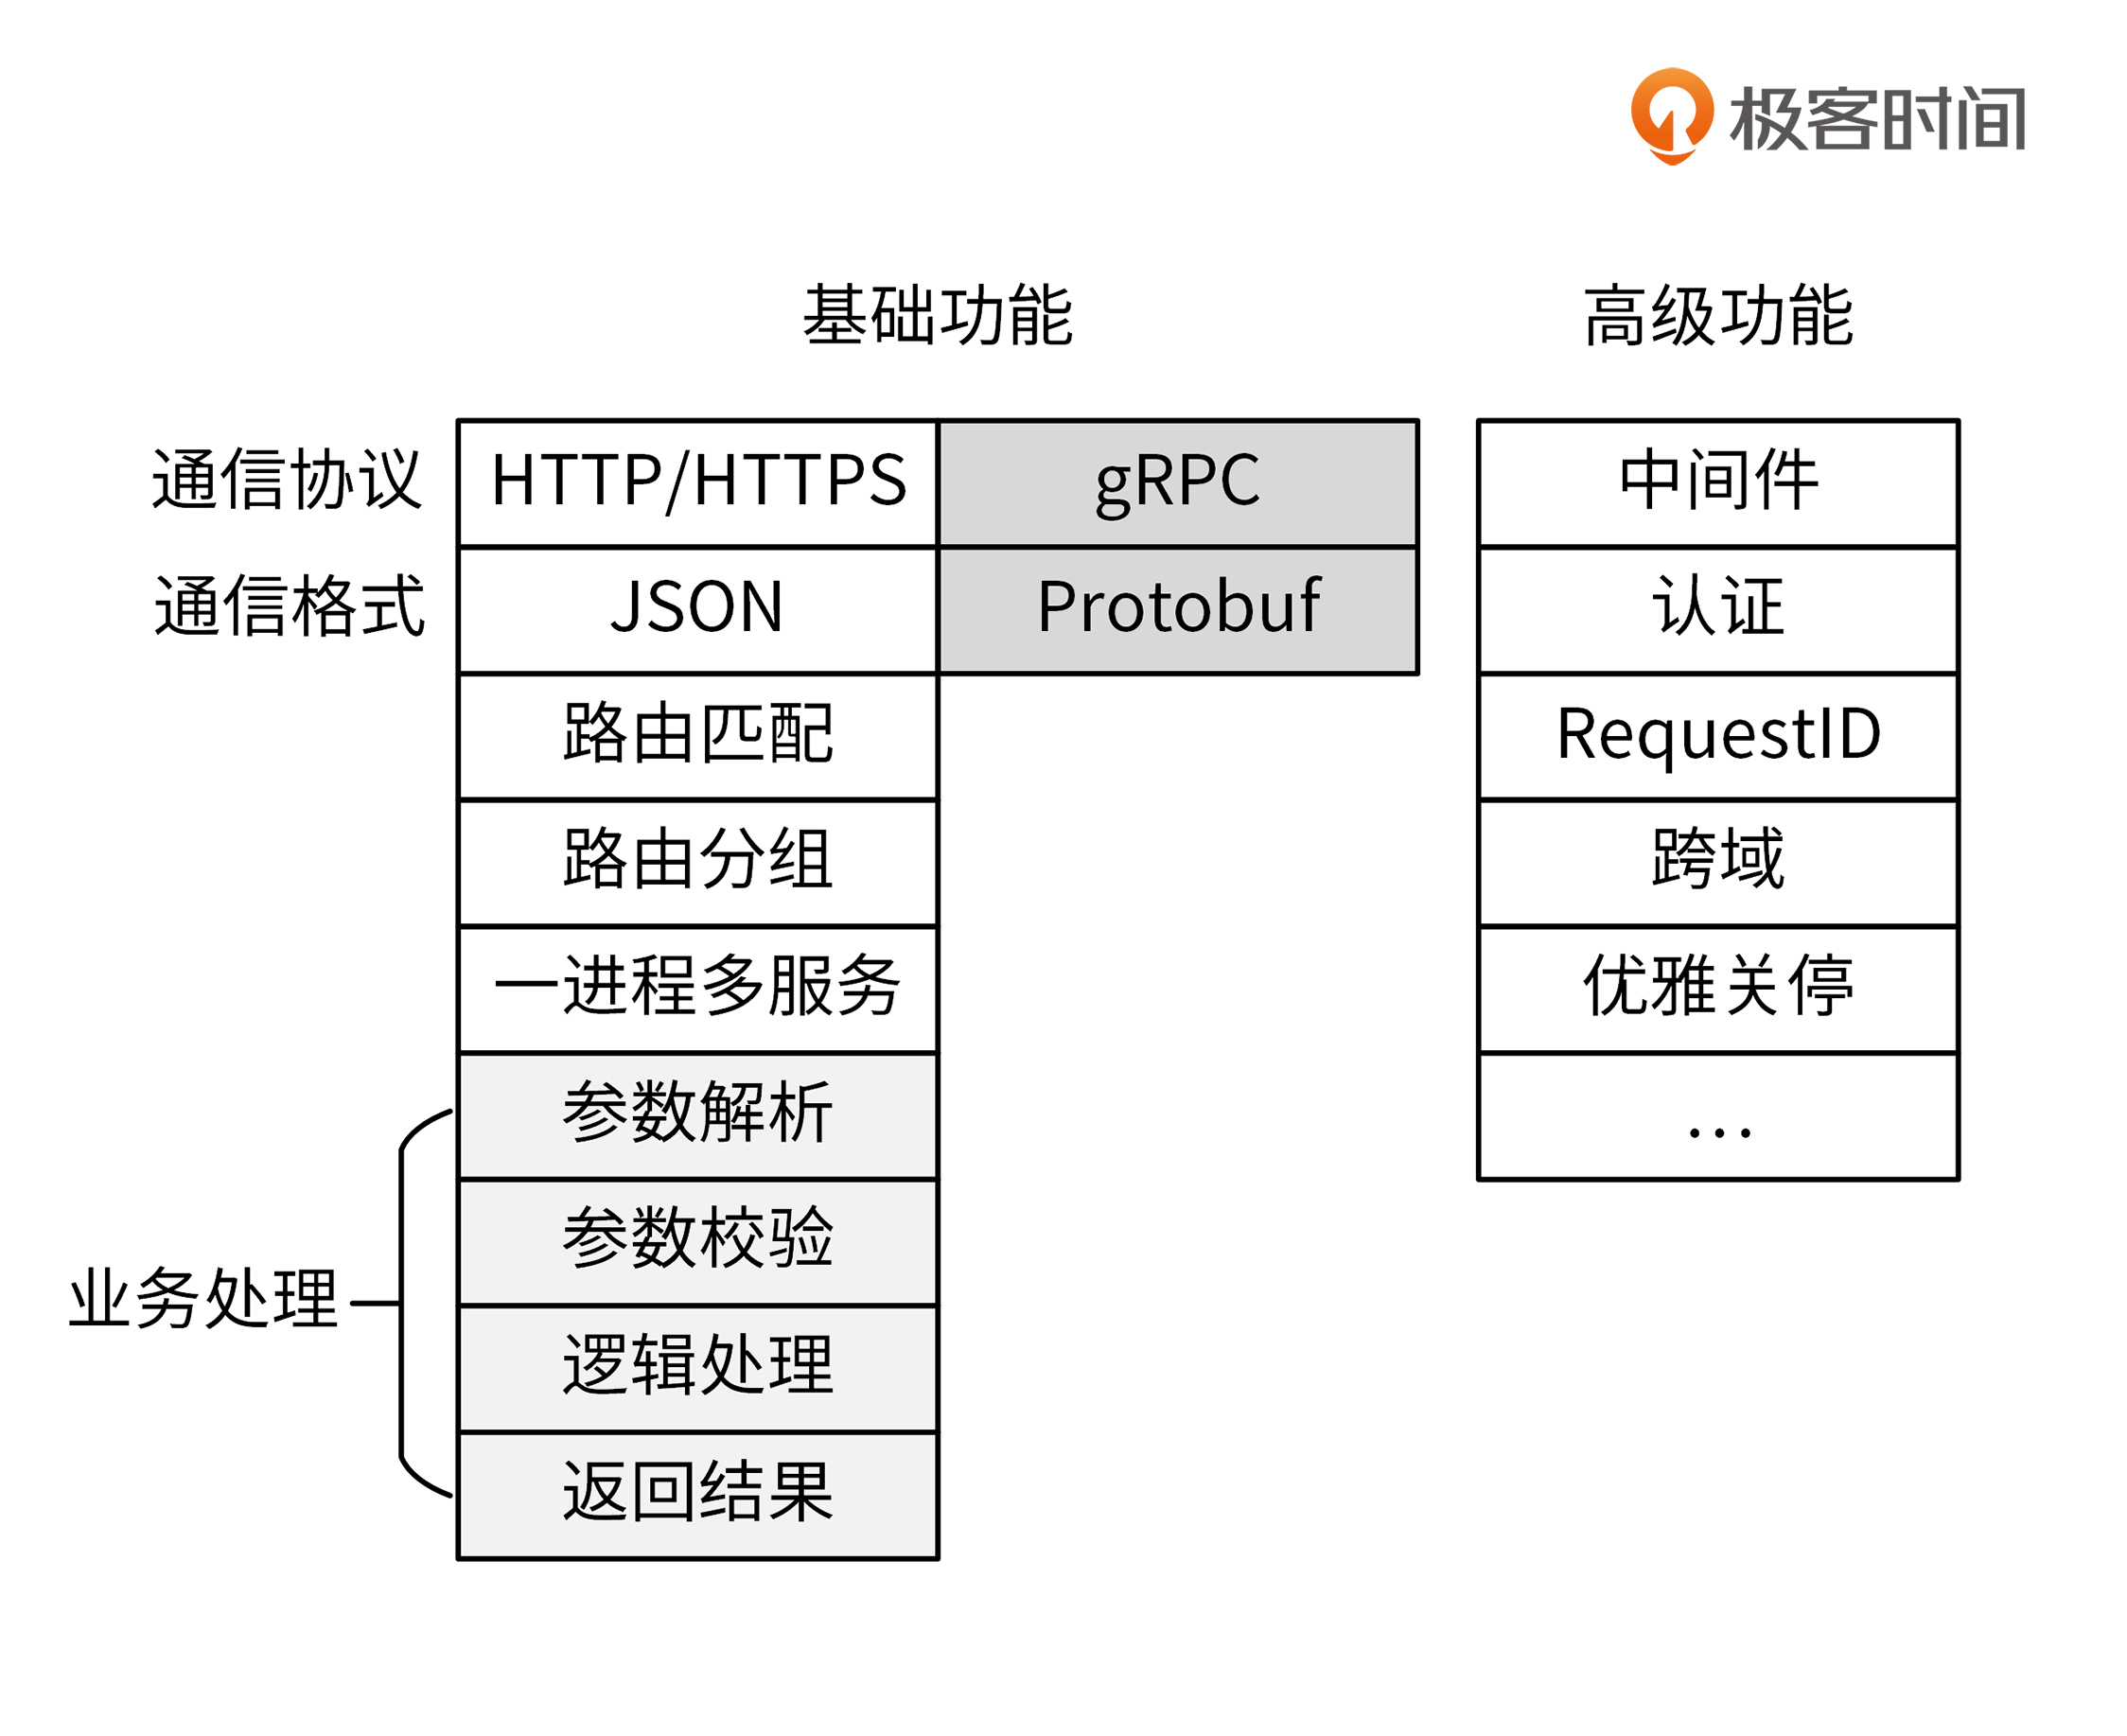 极客时间
基础功能 高级功能
通信协议 HTTP/HTTPS gRPC 中间件
通信格式 JSON Protobuf 认证
路由匹配 RequestID
路由分组 跨域
一进程多服务 优雅关停
参数解析 ...
参数校验
业务处理
逻辑处理
返回结果